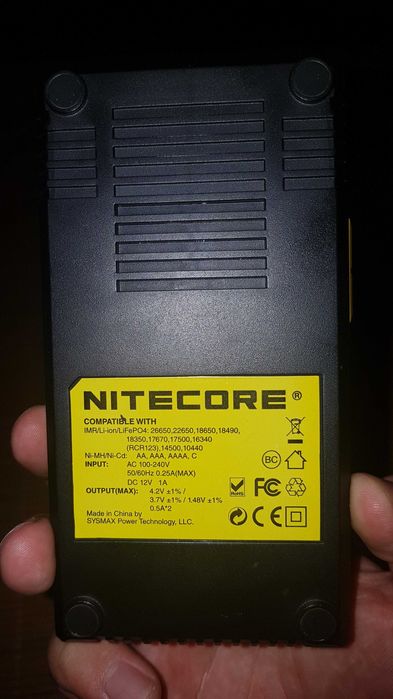 NITECORE®
COMPATIBLE WITH
IMR/Li-ion/LiFePO4: 26650,22650,18650,18490,
18350,17670,17500,16340
(RCR123),14500,10440
Ni-MH/Ni-Cd: AA, AAA, AAAA, C
INPUT: AC 100-240V
50/60Hz 0.25A(MAX)
DC 12V 1A
OUTPUT(MAX): 4.2V ±1% /
3.7V ±1% / 1.48V ±1%
0.5A*2
Made in China by
SYSMAX Power Technology, LLC.
BC
RoHS
FC
CE